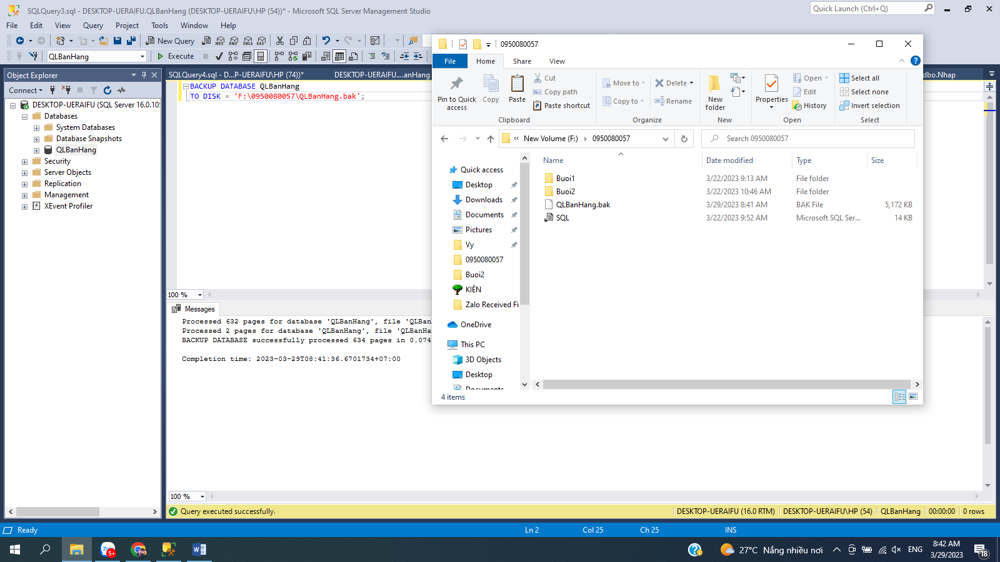 SQLQuery3.sql - DESKTOP-UERAIFU.QLBanHang (DESKTOP-UERAIFU\HP (54))* - Microsoft SQL Server Management Studio
Quick Launch (Ctrl+Q)
File Edit View Query Project Tools Window Help
New Query MDX DMX XMLA DAX
QLBanHang Execute
Object Explorer
Connect
DESKTOP-UERAIFU (SQL Server 16.0.10
Databases
System Databases
Database Snapshots
QLBanHang
Security
Server Objects
Replication
Management
XEvent Profiler
SQLQuery4.sql - D...P-UERAIFU\HP (74))* DESKTOP-UERAIFU....anHang dbo.Nhap
BACKUP DATABASE QLBanHang
TO DISK = 'F:\0950080057\QLBanHang.bak';
100 %
Messages
Processed 632 pages for database 'QLBanHang', file 'QLBan
Processed 2 pages for database 'QLBanHang', file 'QLBanHa
BACKUP DATABASE successfully processed 634 pages in 0.074
Completion time: 2023-03-29T08:41:36.6701734+07:00
100 %
Query executed successfully. DESKTOP-UERAIFU (16.0 RTM) DESKTOP-UERAIFU\HP (54) QLBanHang 00:00:00 0 rows
Ready Ln 2 Col 25 Ch 25 INS
0950080057
File Home Share View
Pin to Quick access
Copy
Paste
Cut
Copy path
Paste shortcut
Clipboard
Move to
Copy to
Delete
Rename
Organize
New folder
New
Properties
Open
Edit
History
Open
Select all
Select none
Invert selection
Select
« New Volume (F:) › 0950080057
Search 0950080057
Quick access
Desktop
Downloads
Documents
Pictures
Vy
0950080057
Buoi2
KIÊN
Zalo Received Fi
OneDrive
This PC
3D Objects
Desktop
Documents
Name Date modified Type Size
Buoi1 3/22/2023 9:13 AM File folder
Buoi2 3/22/2023 10:46 AM File folder
QLBanHang.bak 3/29/2023 8:41 AM BAK File 5,172 KB
SQL 3/22/2023 9:52 AM Microsoft SQL Ser... 14 KB
4 items
Zalo 5+
W
27°C Nắng nhiều nơi
ENG
8:42 AM
3/29/2023
18